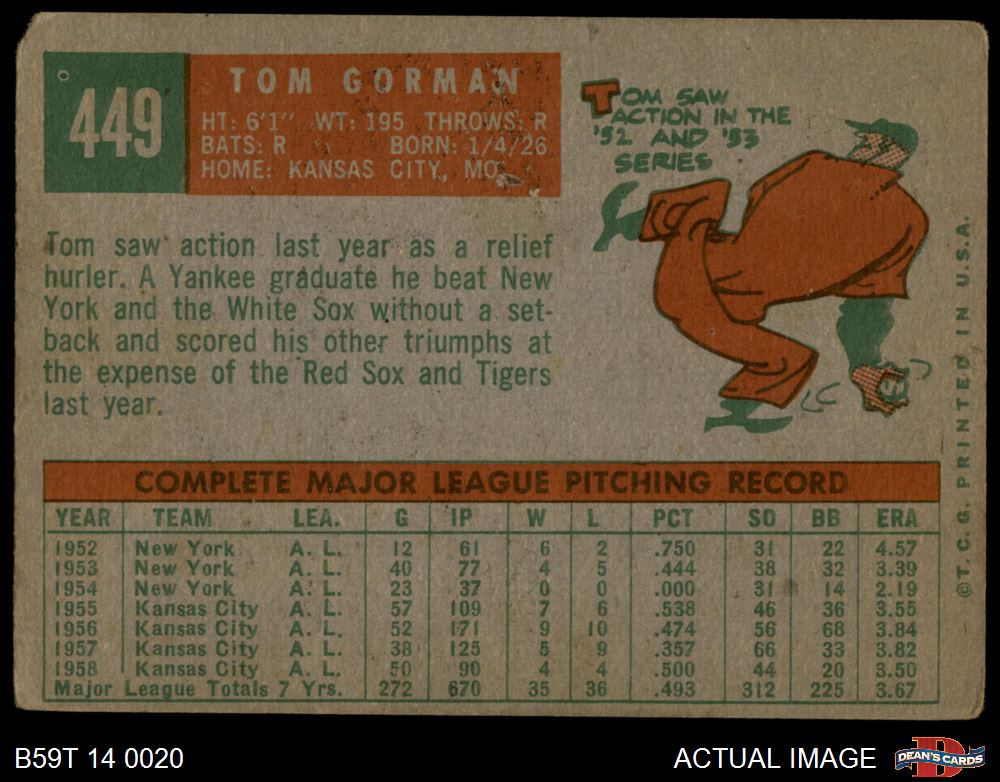 449
TOM GORMAN
HT: 6'1" WT: 195 THROWS: R
BATS: R BORN: 1/4/26
HOME: KANSAS CITY, MO.
TOM SAW
ACTION IN THE
'52 AND '53
SERIES
Tom saw action last year as a relief
hurler. A Yankee graduate he beat New
York and the White Sox without a set-
back and scored his other triumphs at
the expense of the Red Sox and Tigers
last year.
COMPLETE MAJOR LEAGUE PITCHING RECORD
YEAR TEAM LEA. G IP W L PCT SO BB ERA
1952 New York A. L. 12 61 6 2 .750 31 22 4.57
1953 New York A. L. 40 77 4 5 .444 38 32 3.39
1954 New York A. L. 23 37 0 0 .000 31 14 2.19
1955 Kansas City A. L. 57 109 7 6 .538 46 36 3.55
1956 Kansas City A. L. 52 171 9 10 .474 56 68 3.84
1957 Kansas City A. L. 38 125 5 9 .357 66 33 3.82
1958 Kansas City A. L. 50 90 4 4 .500 44 20 3.50
Major League Totals 7 Yrs. 272 670 35 36 .493 312 225 3.67
©T. C. G. PRINTED IN U.S.A.
B59T 14 0020
ACTUAL IMAGE
D
DEAN'S CARDS